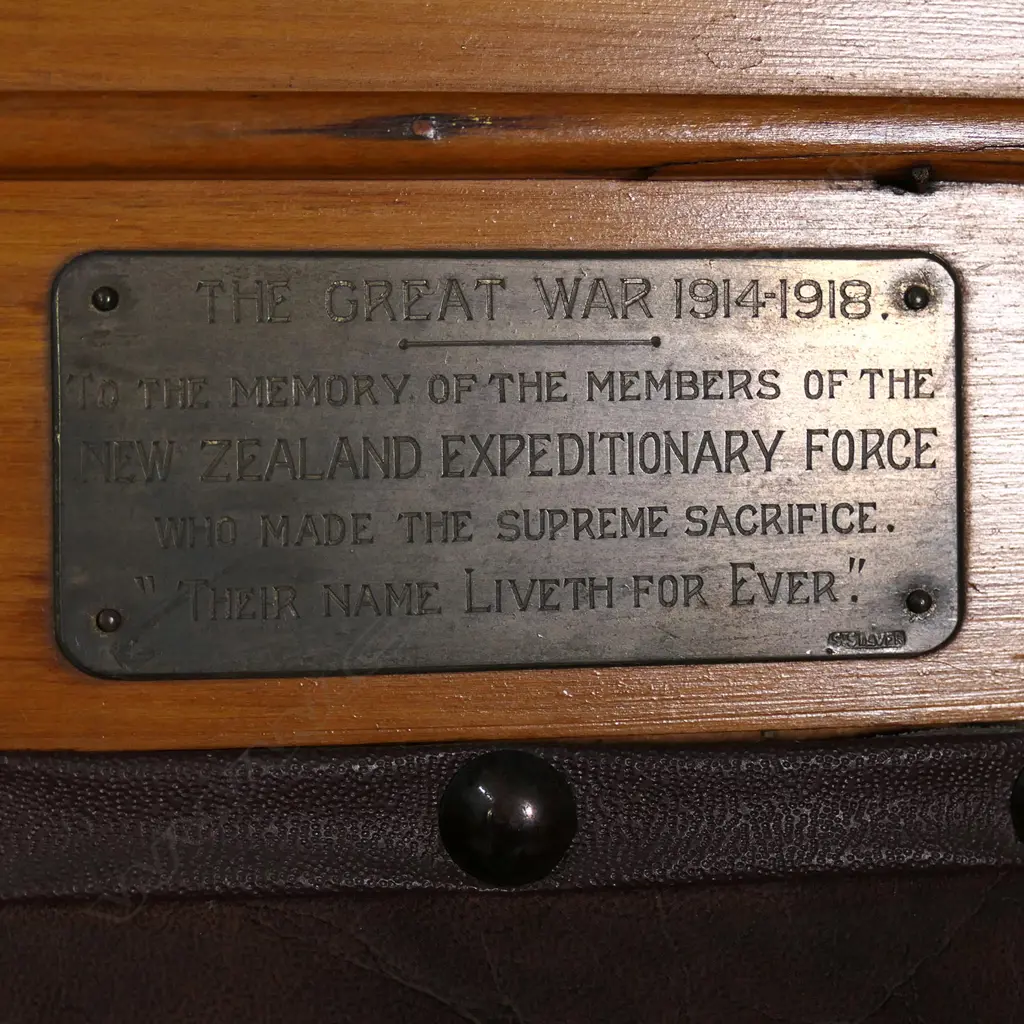 THE GREAT WAR 1914-1918.
TO THE MEMORY OF THE MEMBERS OF THE
NEW ZEALAND EXPEDITIONARY FORCE
WHO MADE THE SUPREME SACRIFICE.
"THEIR NAME LIVETH FOR EVER."